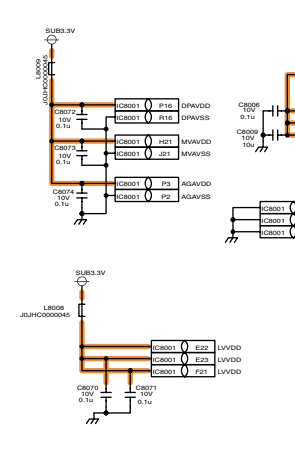 SUB3.3V
L8009
J0JHC0000045
C8072
10V
0.1u
IC8001 P16 DPAVDD
IC8001 R16 DPAVSS
C8073
10V
0.1u
IC8001 H21 MVAVDD
IC8001 J21 MVAVSS
C8074
10V
0.1u
IC8001 P3 AGAVDD
IC8001 P2 AGAVSS
C8006
10V
0.1u
C8009
10V
10u
IC8001
IC8001
IC8001
SUB3.3V
L8008
J0JHC0000045
IC8001 E22 LVVDD
IC8001 E23 LVVDD
IC8001 F21 LVVDD
C8070
10V
0.1u
C8071
10V
0.1u